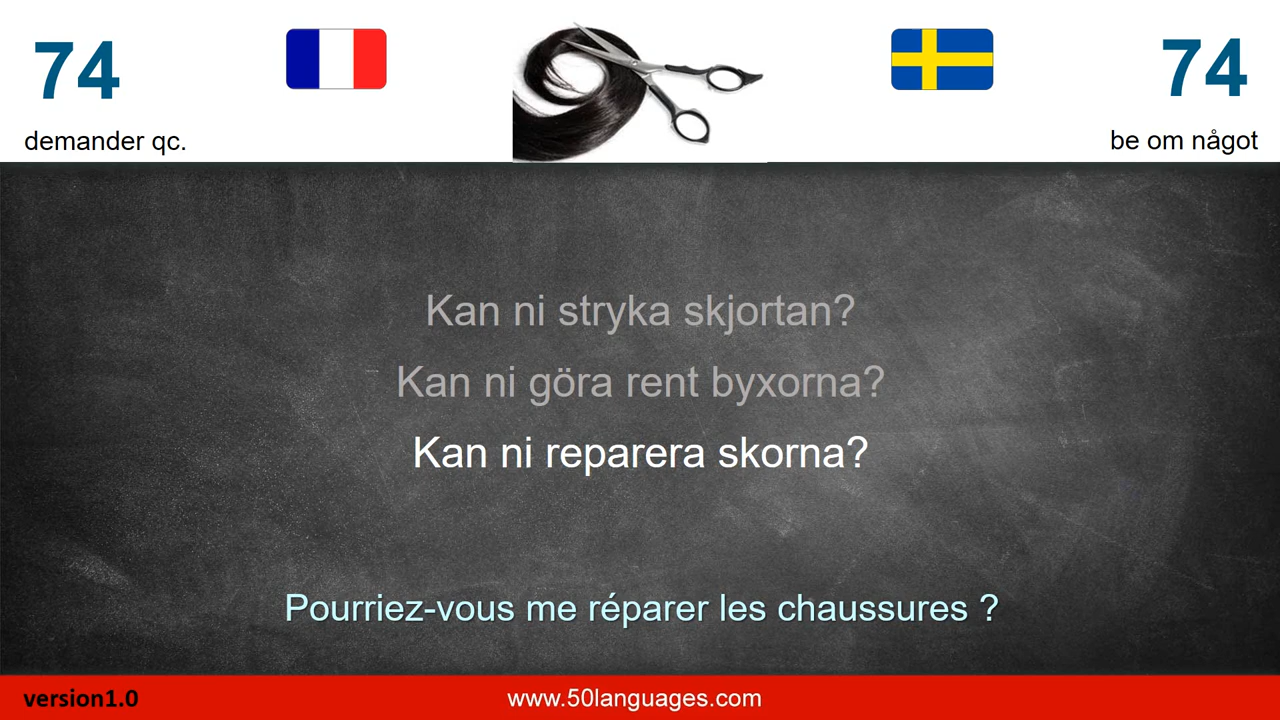 74
74
demander qc.
be om något
Kan ni stryka skjortan?
Kan ni göra rent byxorna?
Kan ni reparera skorna?
Pourriez-vous me réparer les chaussures ?
version1.0
www.50languages.com